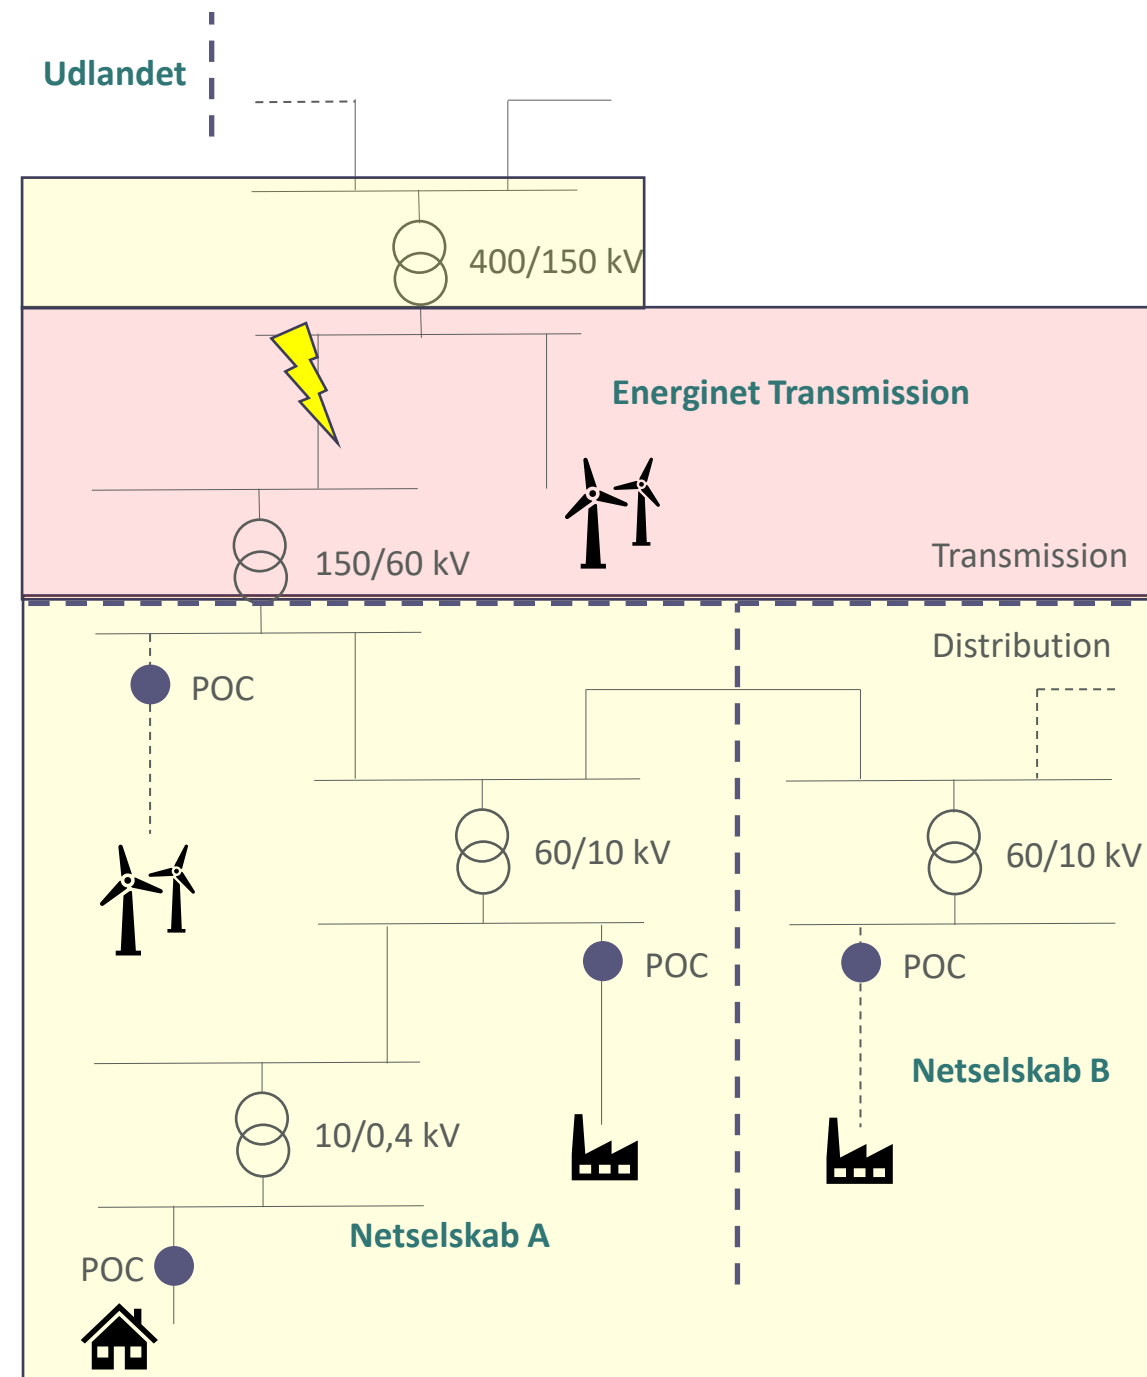 Udlandet
400/150 kV
Energinet Transmission
Transmission
150/60 kV
Distribution
POC
60/10 kV
60/10 kV
POC
POC
Netselskab B
10/0,4 kV
Netselskab A
POC